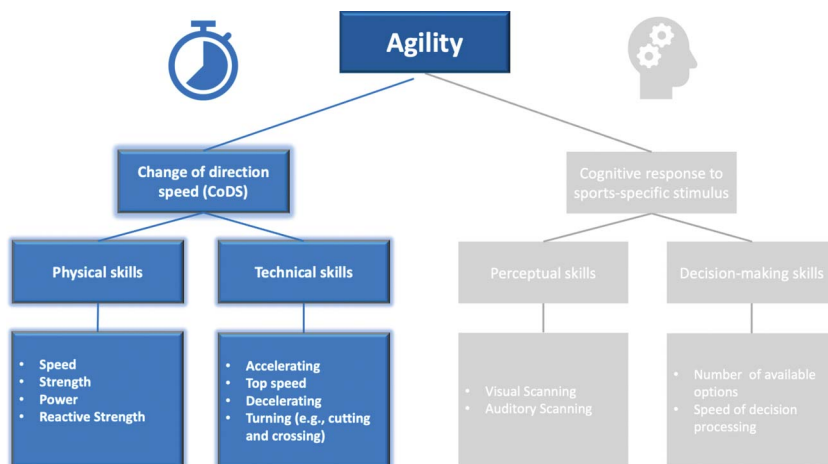 Agility
Change of direction
speed (CoDS)
Cognitive response to
sports-specific stimulus
Physical skills
Technical skills
Perceptual skills
Decision-making skills
• Speed
• Strength
• Power
• Reactive Strength
• Accelerating
• Top speed
• Decelerating
• Turning (e.g., cutting
and crossing)
• Visual Scanning
• Auditory Scanning
• Number of available
options
• Speed of decision
processing